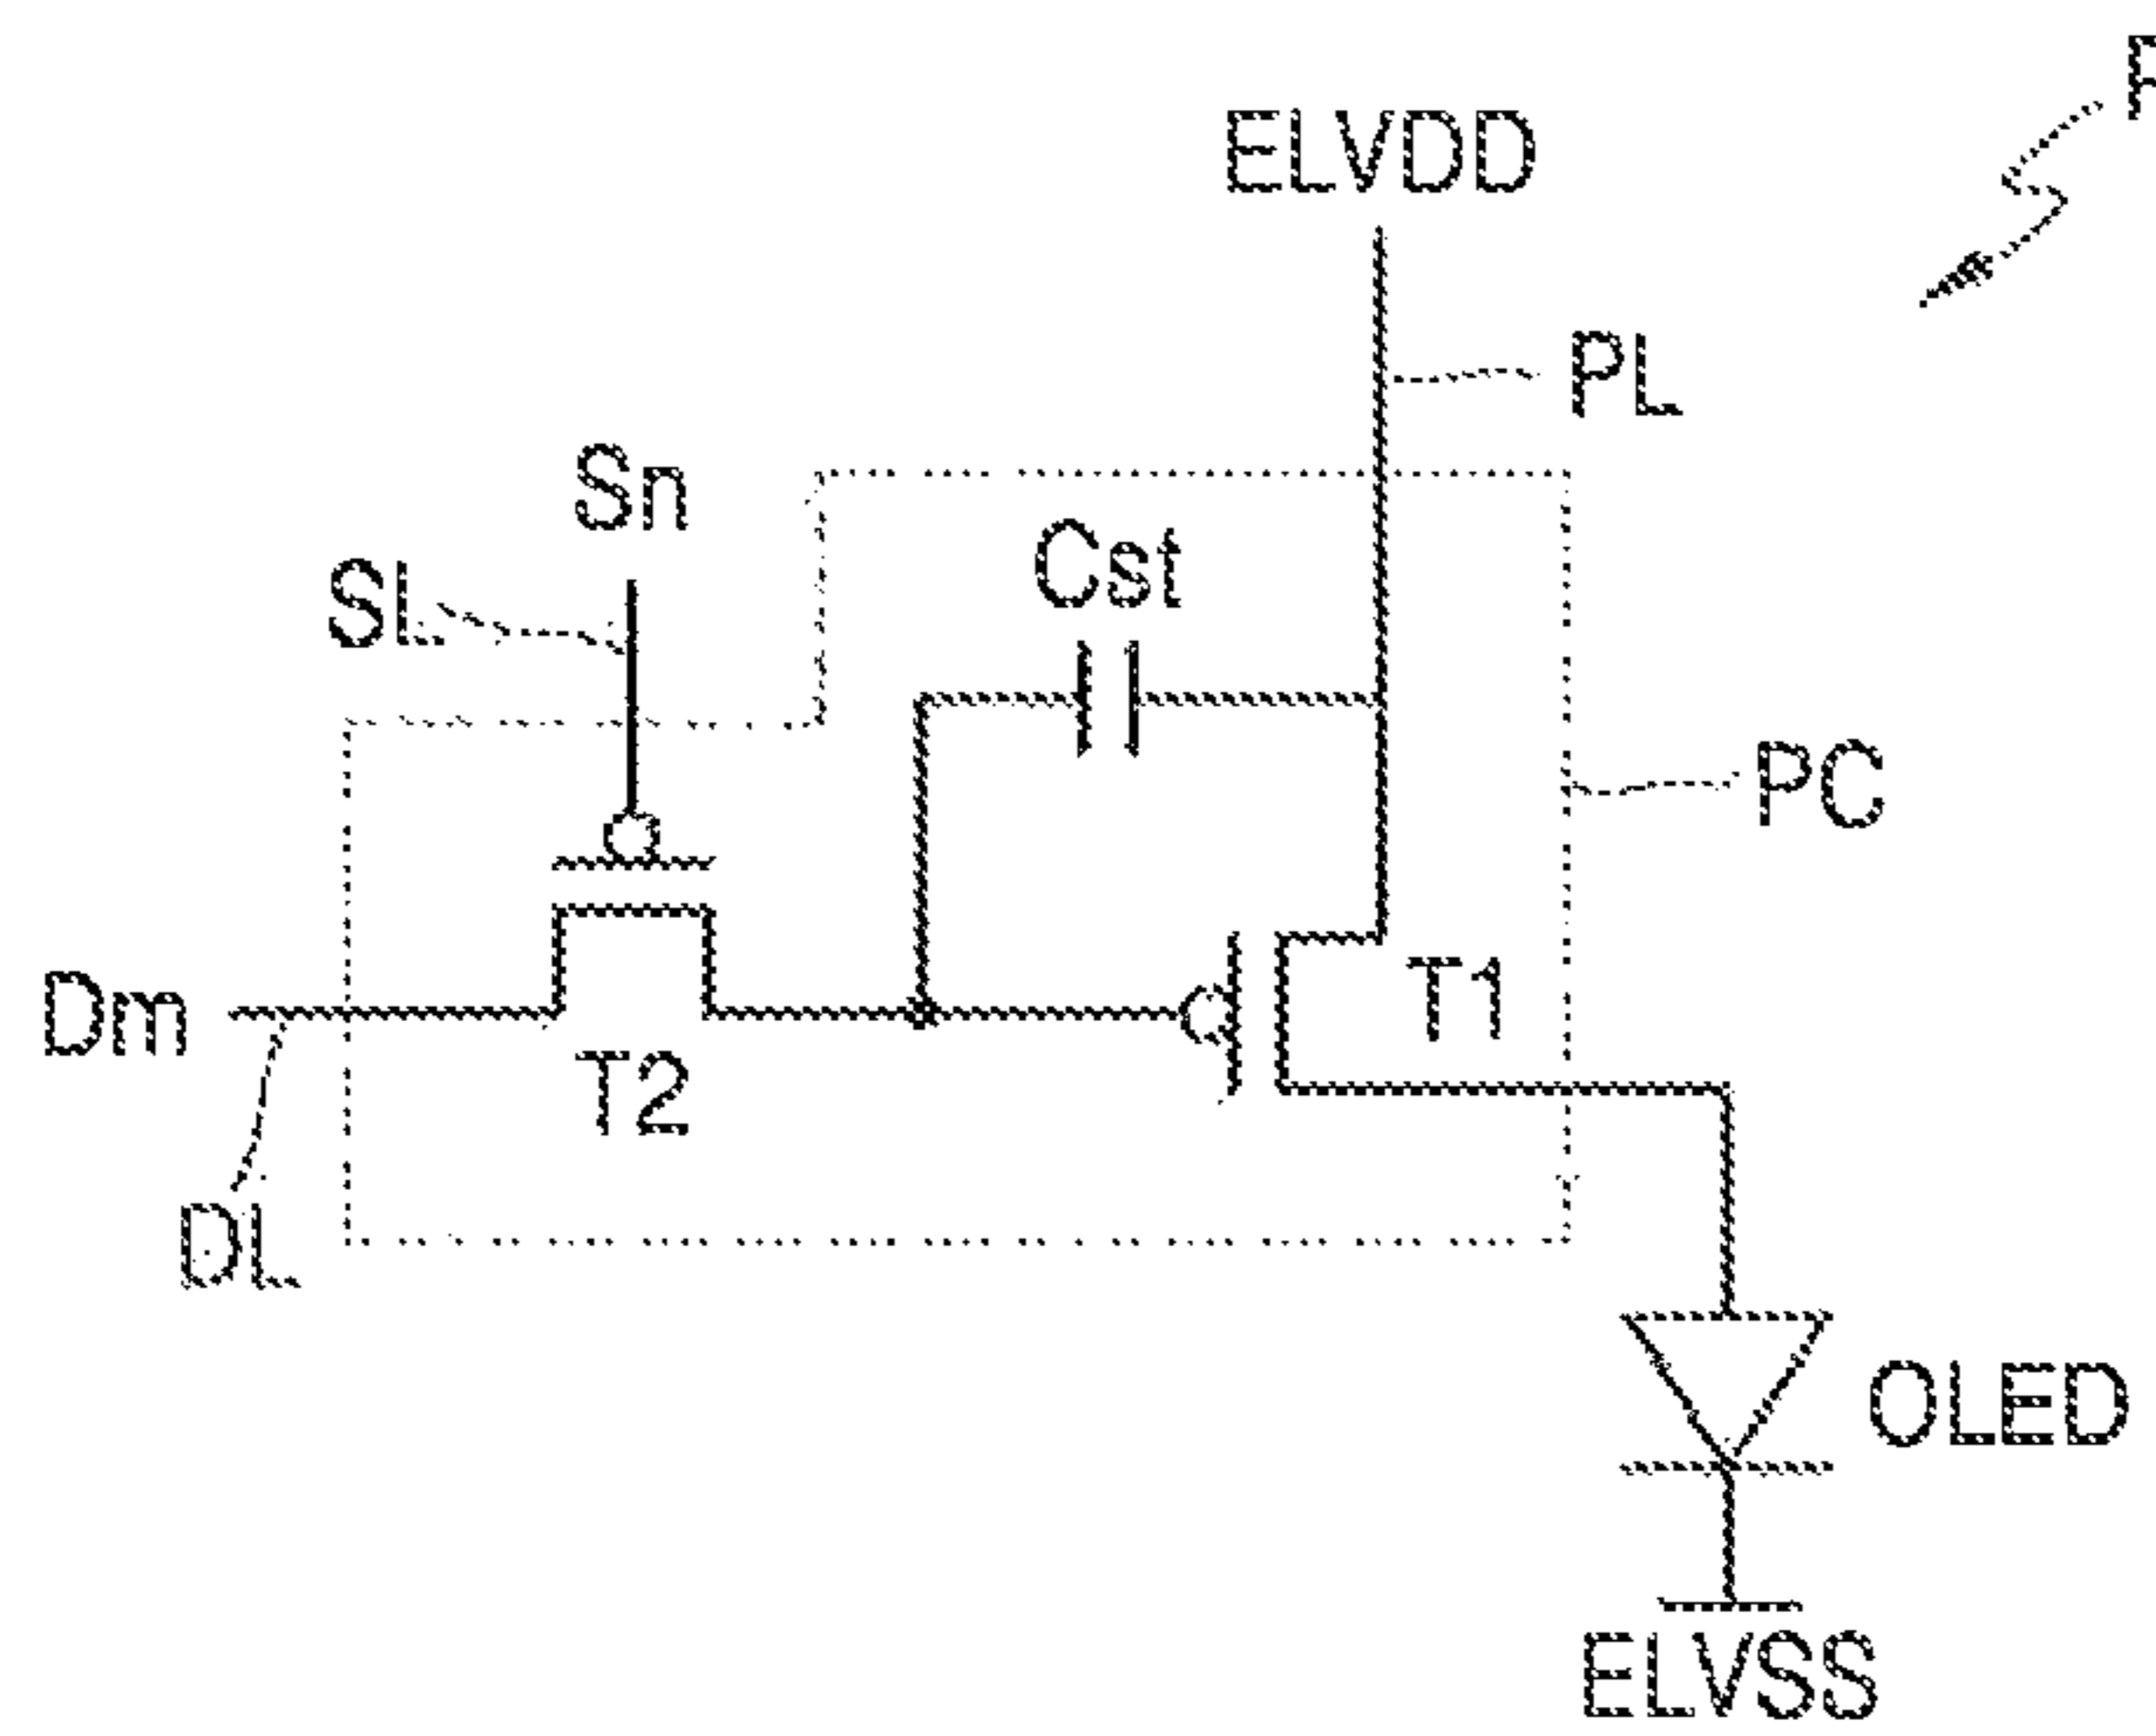 ELVDD
PL
Sn
SL
Cst
PC
T1
Dm
T2
DL
OLED
ELVSS